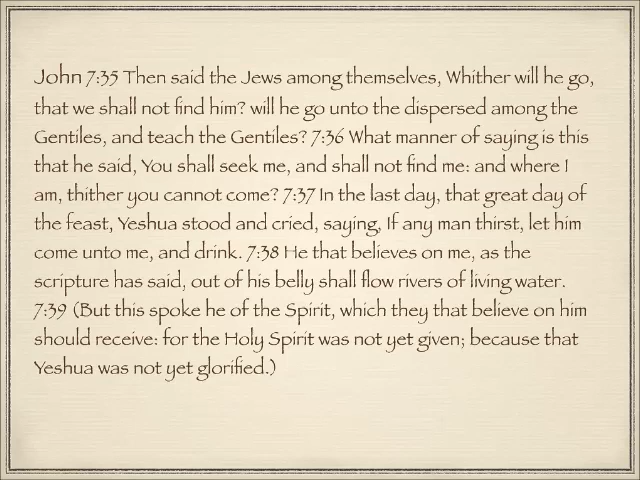 John 7:35 Then said the Jews among themselves, Whither will he go,
that we shall not find him? will he go unto the dispersed among the
Gentiles, and teach the Gentiles? 7:36 What manner of saying is this
that he said, You shall seek me, and shall not find me: and where I
am, thither you cannot come? 7:37 In the last day, that great day of
the feast, Yeshua stood and cried, saying, If any man thirst, let him
come unto me, and drink. 7:38 He that believes on me, as the
scripture has said, out of his belly shall flow rivers of living water.
7:39 (But this spoke he of the Spirit, which they that believe on him
should receive: for the Holy Spirit was not yet given; because that
Yeshua was not yet glorified.)